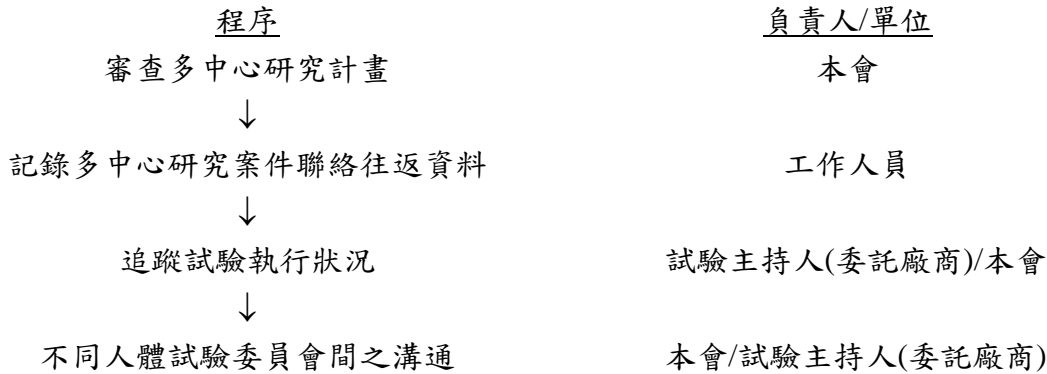 程序 負責人/單位
審查多中心研究計畫 本會
↓
記錄多中心研究案件聯絡往返資料 工作人員
↓
追蹤試驗執行狀況 試驗主持人(委託廠商)/本會
↓
不同人體試驗委員會間之溝通 本會/試驗主持人(委託廠商)